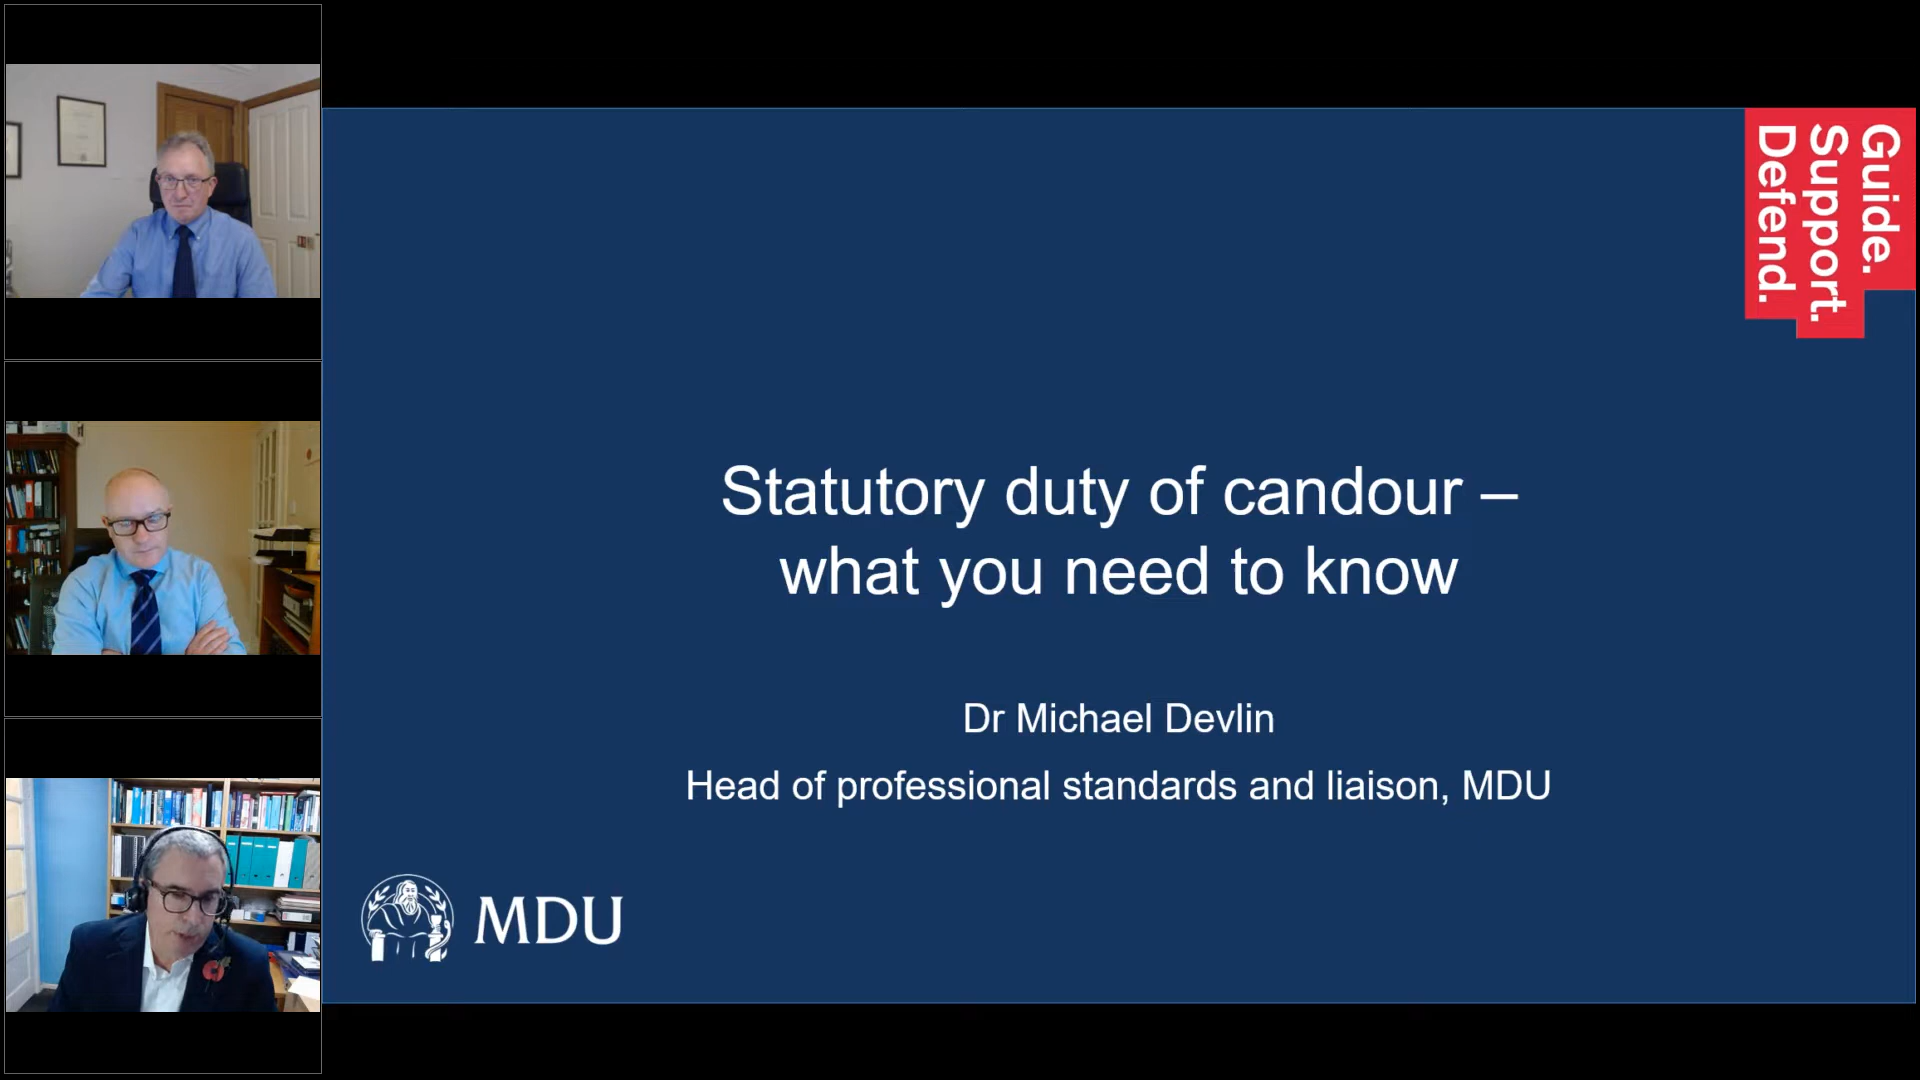 Guide.
Support.
Defend.
Statutory duty of candour –
what you need to know
Dr Michael Devlin
Head of professional standards and liaison, MDU
MDU